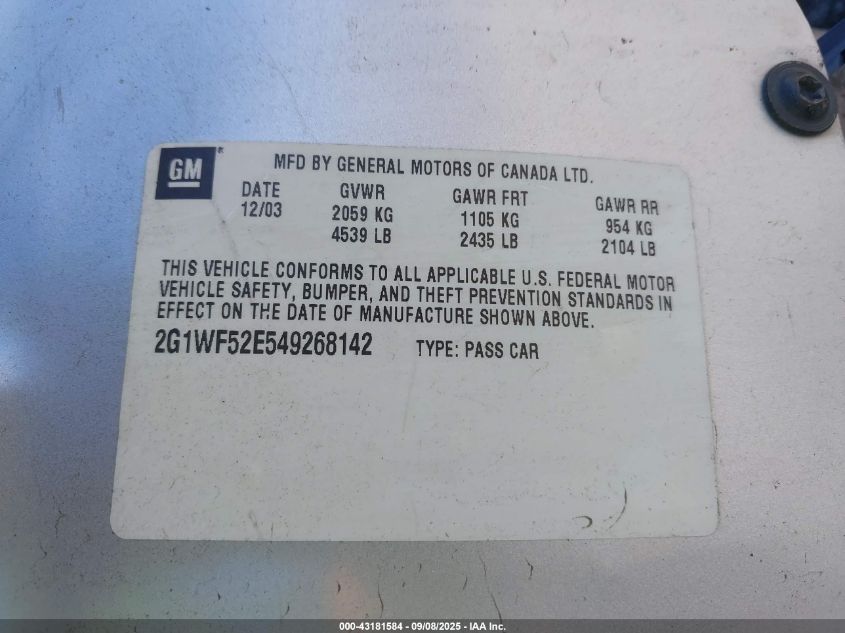 GM
MFD BY GENERAL MOTORS OF CANADA LTD.
DATE GVWR GAWR FRT GAWR RR
12/03 2059 KG 1105 KG 954 KG
4539 LB 2435 LB 2104 LB
THIS VEHICLE CONFORMS TO ALL APPLICABLE U.S. FEDERAL MOTOR
VEHICLE SAFETY, BUMPER, AND THEFT PREVENTION STANDARDS IN
EFFECT ON THE DATE OF MANUFACTURE SHOWN ABOVE.
2G1WF52E549268142 TYPE: PASS CAR
000-43181584 - 09/08/2025 - IAA Inc.